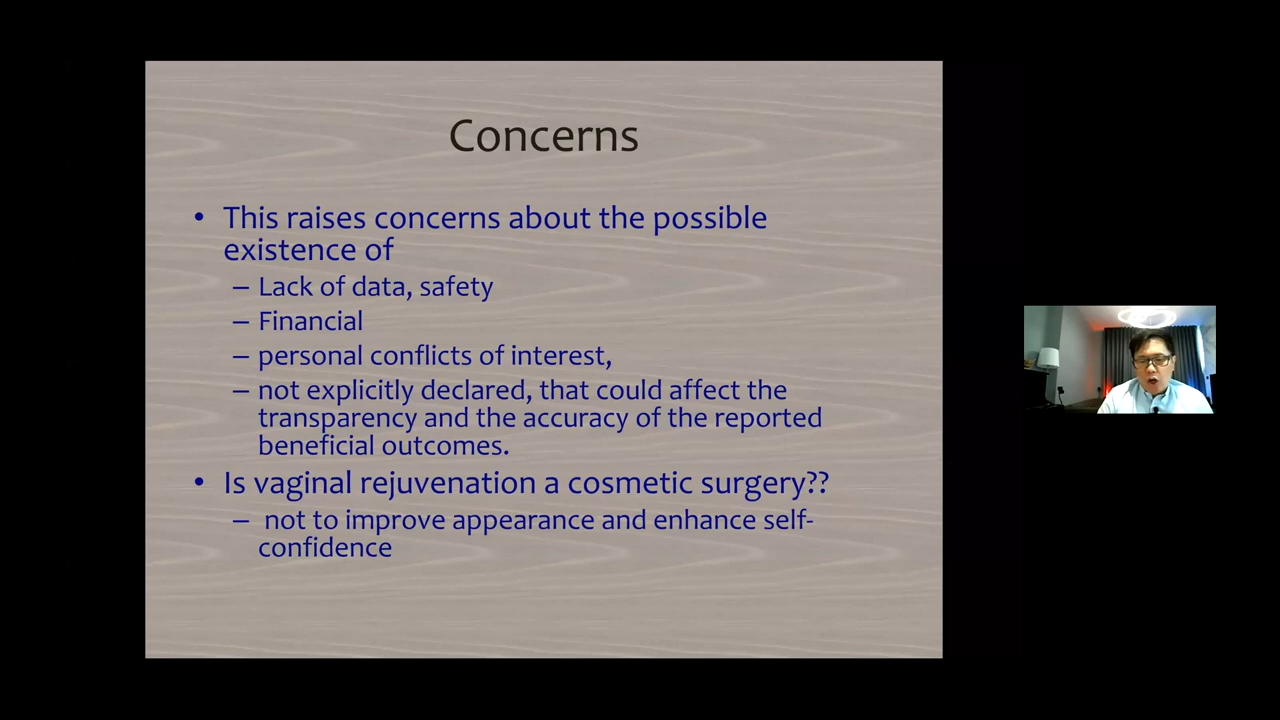 Concerns
• This raises concerns about the possible
existence of
– Lack of data, safety
– Financial
– personal conflicts of interest,
– not explicitly declared, that could affect the
transparency and the accuracy of the reported
beneficial outcomes.
• Is vaginal rejuvenation a cosmetic surgery??
– not to improve appearance and enhance self-
confidence